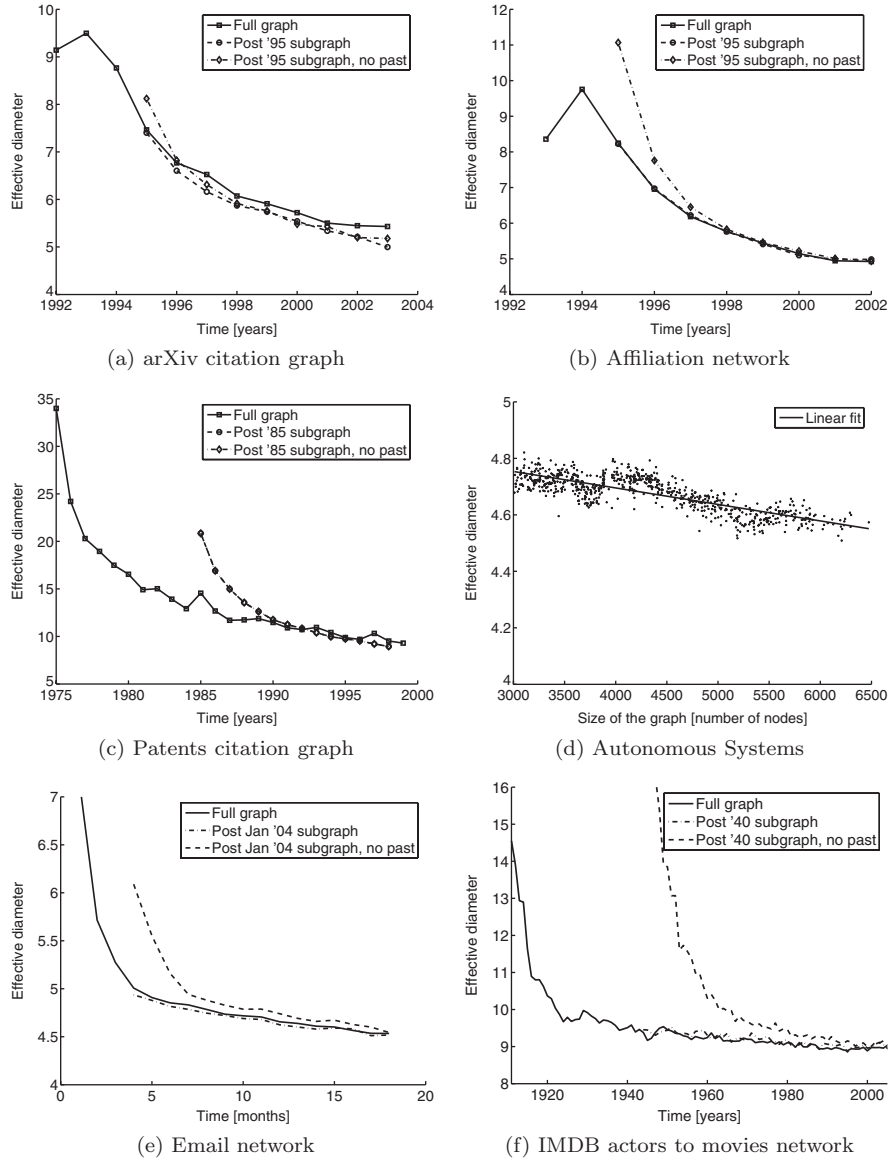 10
9
8
7
6
5
4
1992 1994 1996 1998 2000 2002 2004
Effective diameter
Time [years]
Full graph
Post '95 subgraph
Post '95 subgraph, no past
(a) arXiv citation graph
12
11
10
9
8
7
6
5
4
1992 1994 1996 1998 2000 2002
Effective diameter
Time [years]
Full graph
Post '95 subgraph
Post '95 subgraph, no past
(b) Affiliation network
35
30
25
20
15
10
5
1975 1980 1985 1990 1995 2000
Effective diameter
Time [years]
Full graph
Post '85 subgraph
Post '85 subgraph, no past
(c) Patents citation graph
5
4.8
4.6
4.4
4.2
4
3000 3500 4000 4500 5000 5500 6000 6500
Effective diameter
Size of the graph [number of nodes]
Linear fit
(d) Autonomous Systems
7
6.5
6
5.5
5
4.5
4
0 5 10 15 20
Effective diameter
Time [months]
Full graph
Post Jan '04 subgraph
Post Jan '04 subgraph, no past
(e) Email network
16
15
14
13
12
11
10
9
8
1920 1940 1960 1980 2000
Effective diameter
Time [years]
Full graph
Post '40 subgraph
Post '40 subgraph, no past
(f) IMDB actors to movies network